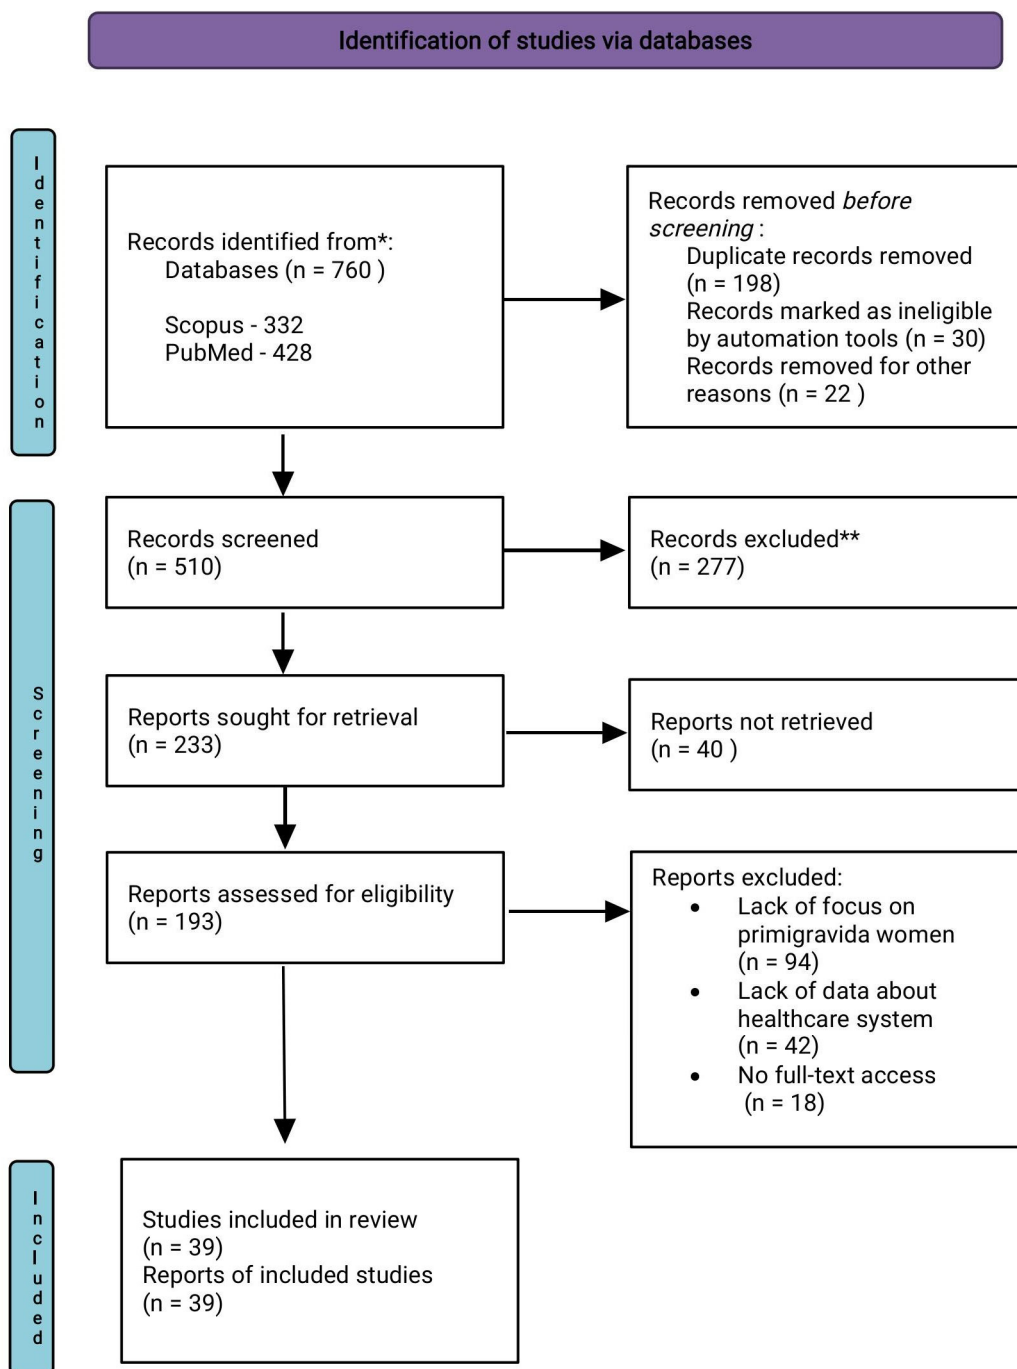 Identification of studies via databases
Identification
Records identified from*:
Databases (n = 760 )
Scopus - 332
PubMed - 428
Records removed before
screening :
Duplicate records removed
(n = 198)
Records marked as ineligible
by automation tools (n = 30)
Records removed for other
reasons (n = 22 )
Screening
Records screened
(n = 510)
Records excluded**
(n = 277)
Reports sought for retrieval
(n = 233)
Reports not retrieved
(n = 40 )
Reports assessed for eligibility
(n = 193)
Reports excluded:
• Lack of focus on
primigravida women
(n = 94)
• Lack of data about
healthcare system
(n = 42)
• No full-text access
(n = 18)
Included
Studies included in review
(n = 39)
Reports of included studies
(n = 39)